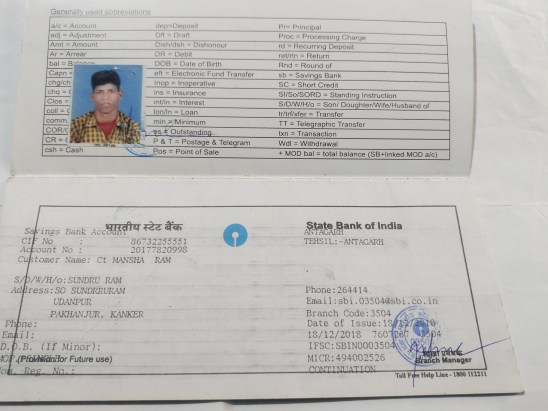 Generally used abbreviations
a/c = Account dep=Deposit Pr= Principal
adj = Adjustment Dft = Draft Proc = Processing Charge
Amt = Amount Dish/dsh = Dishonour rd = Recurring Deposit
Ar = Arrear DR = Debit ret/rtn = Return
bal = DOB = Date of Birth Rnd = Round of
eft = Electronic Fund Transfer sb = Savings Bank
chg/ch Inop = Inoperative SC = Short Credit
chq = ins = Insurance SI/So/SORD = Standing Instruction
Clos = int/in = Interest S/D/W/H/o = Son/ Doughter/Wife/Husband of
coll = lon/ln = Loan tr/trf/xfer = Transfer
comm. min = Minimum TT = Telegraphic Transfer
COR/ os = Outstanding txn = Transaction
CR = P & T = Postage & Telegram Wdl = Withdrawal
csh = Cash Pos = Point of Sale + MOD bal = total balance (SB+linked MOD a/c)
भारतीय स्टेट बैंक State Bank of India
Savings Bank Account ANTAGARH
CIF No : 86732255551 TEHSIL:-ANTAGARH
Account No : 20177820998
Customer Name: Ct MANSHA RAM
S/D/W/H/o:SUNDRU RAM Phone:264414
Address:SO SUNDRURAM Email:sbi.03504@sbi.co.in
UDANPUR Branch Code:3504
PAKHANJUR, KANKER Date of Issue:18/12/2018
Phone: 18/12/2018 3504
Email: IFSC:SBIN0003504
D.O.B. (If Minor): MICR:494002526
(Provision for Future use) Branch Manager
Nom. Reg. No.: CONTINUATION
Toll Free Help Line - 1800 112211